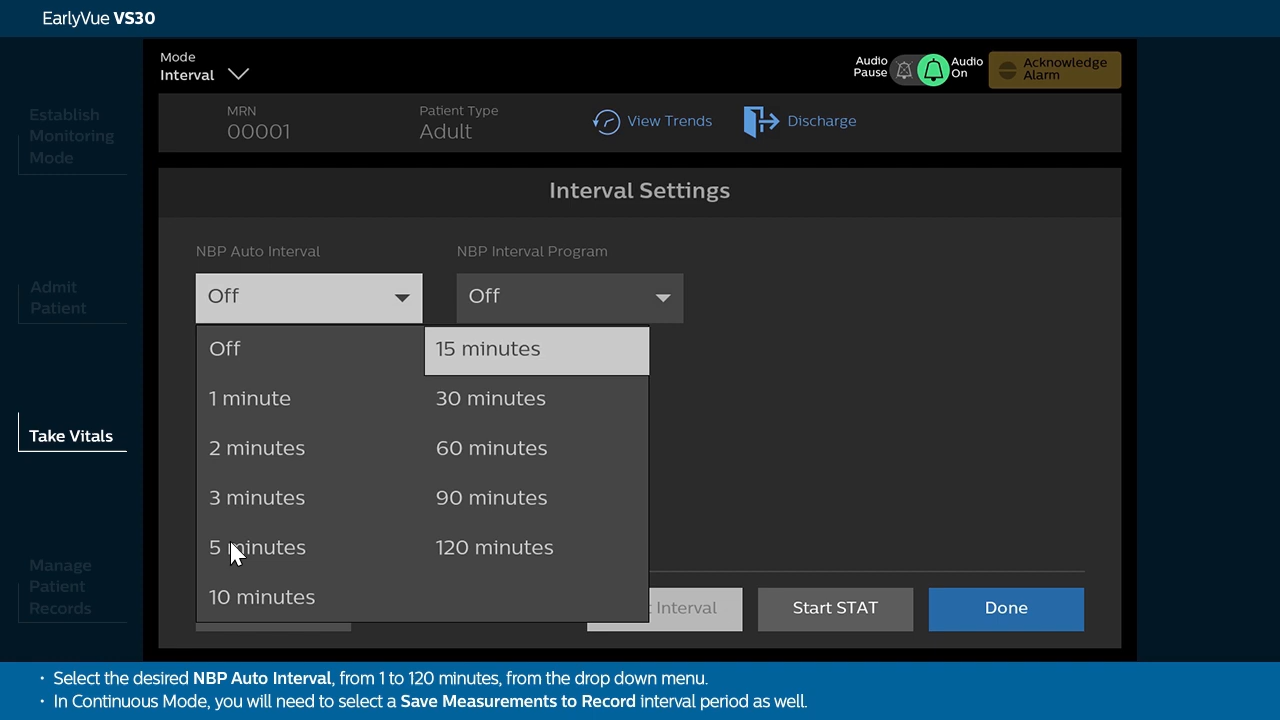 EarlyVue VS30
Mode
Interval
Audio
Pause
Audio
On
Acknowledge
Alarm
MRN
00001
Patient Type
Adult
View Trends
Discharge
Establish
Monitoring
Mode
Admit
Patient
Take Vitals
Manage
Patient
Records
Interval Settings
NBP Auto Interval
NBP Interval Program
Off
Off
Off
15 minutes
1 minute
30 minutes
2 minutes
60 minutes
3 minutes
90 minutes
5 minutes
120 minutes
10 minutes
Interval
Start STAT
Done
• Select the desired NBP Auto Interval, from 1 to 120 minutes, from the drop down menu.
• In Continuous Mode, you will need to select a Save Measurements to Record interval period as well.